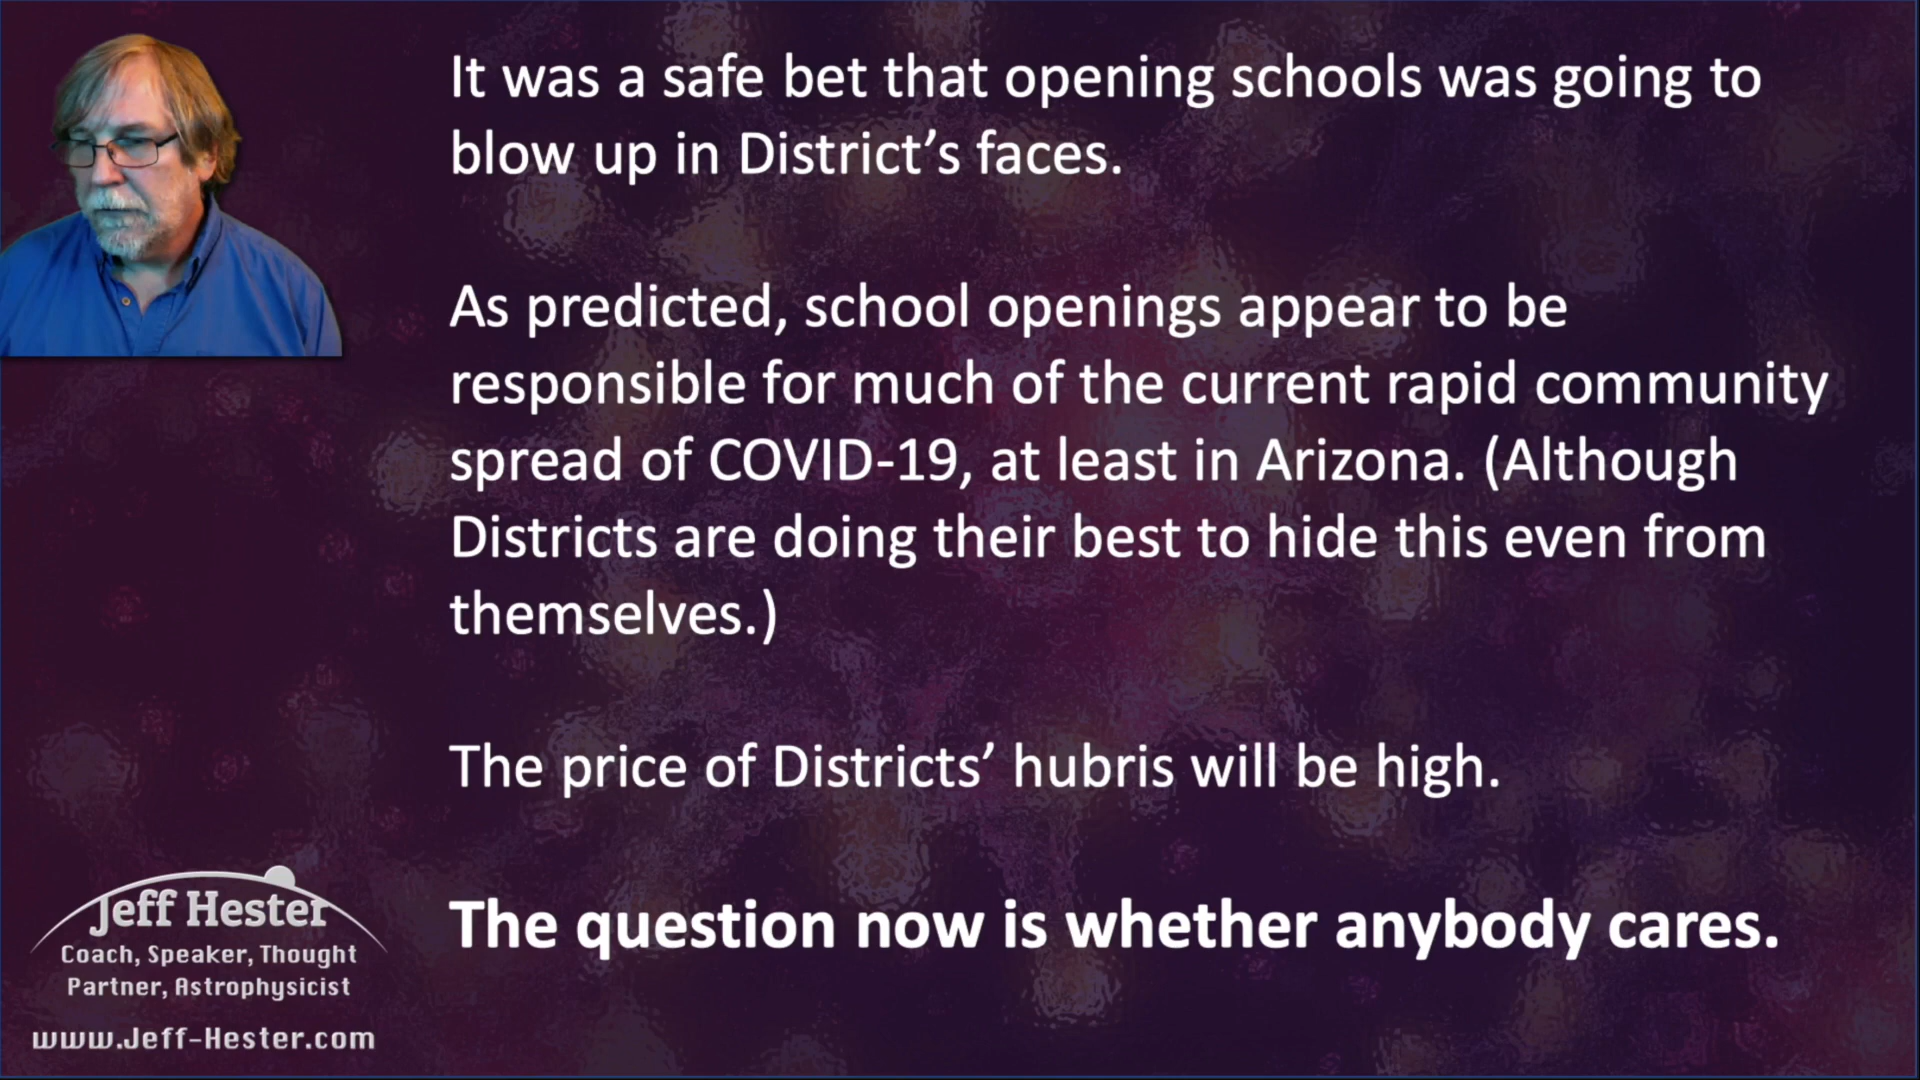 It was a safe bet that opening schools was going to
blow up in District’s faces.
As predicted, school openings appear to be
responsible for much of the current rapid community
spread of COVID-19, at least in Arizona. (Although
Districts are doing their best to hide this even from
themselves.)
The price of Districts’ hubris will be high.
The question now is whether anybody cares.
Jeff Hester
Coach, Speaker, Thought
Partner, Astrophysicist
www.Jeff-Hester.com